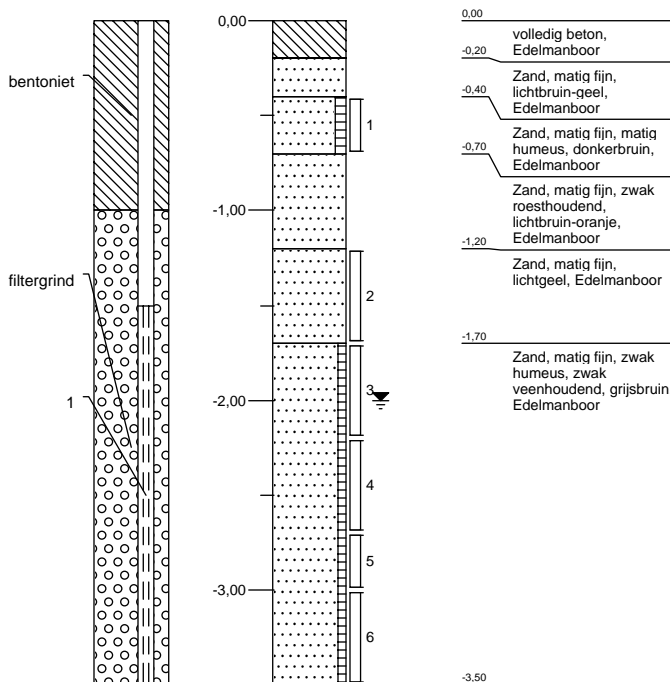 bentoniet
filtergrind
1
0,00
-1,00
-2,00
-3,00
1
2
3
4
5
6
0,00
volledig beton,
Edelmanboor
-0,20
Zand, matig fijn,
lichtbruin-geel,
Edelmanboor
-0,40
Zand, matig fijn, matig
humeus, donkerbruin,
Edelmanboor
-0,70
Zand, matig fijn, zwak
roesthoudend,
lichtbruin-oranje,
Edelmanboor
-1,20
Zand, matig fijn,
lichtgeel, Edelmanboor
-1,70
Zand, matig fijn, zwak
humeus, zwak
veenhoudend, grijsbruin
Edelmanboor
-3,50